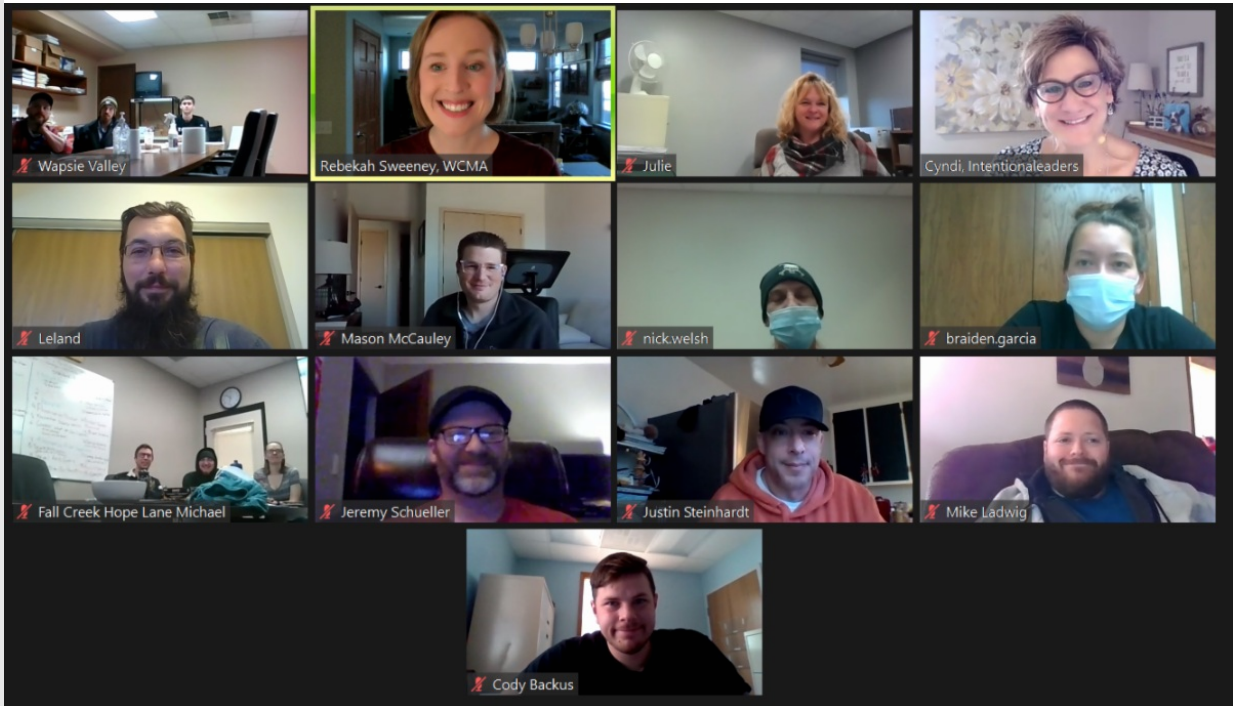 Wapsie Valley
Rebekah Sweeney, WCMA
Julie
Cyndi, Intentionaleaders
Leland
Mason McCauley
nick.welsh
braiden.garcia
Fall Creek Hope Lane Michael
Jeremy Schueller
Justin Steinhardt
Mike Ladwig
Cody Backus